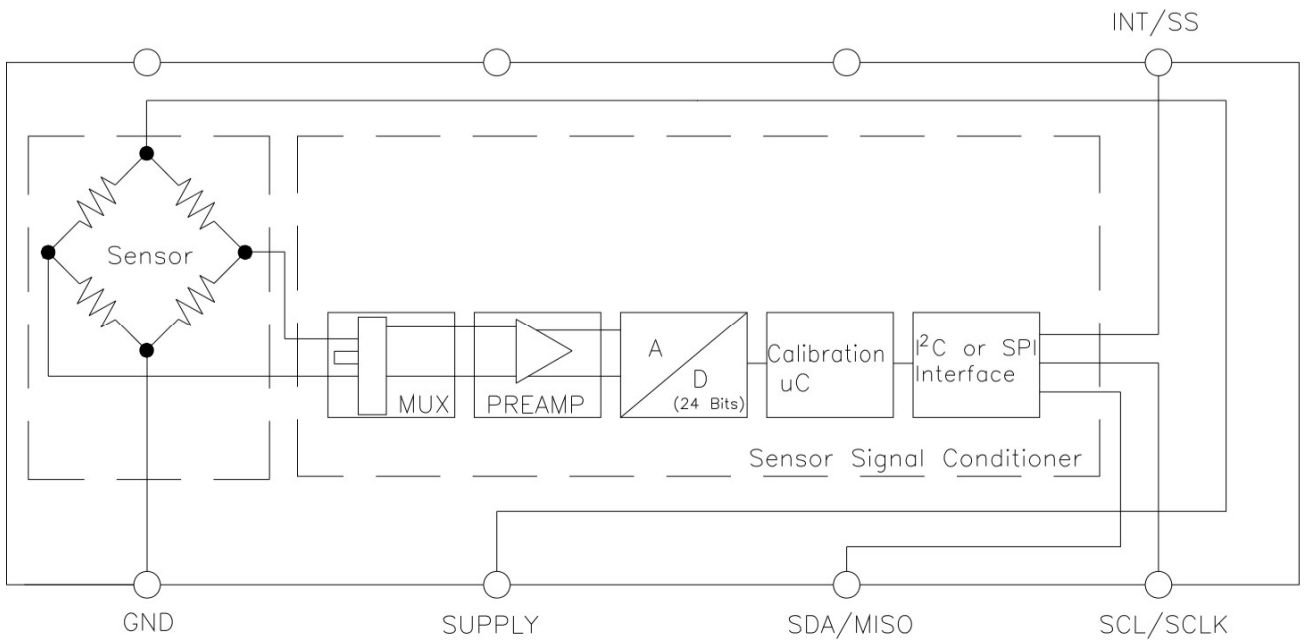 INT/SS
Sensor
MUX
PREAMP
A
D
(24 Bits)
Calibration
uC
I²C or SPI
Interface
Sensor Signal Conditioner
GND
SUPPLY
SDA/MISO
SCL/SCLK